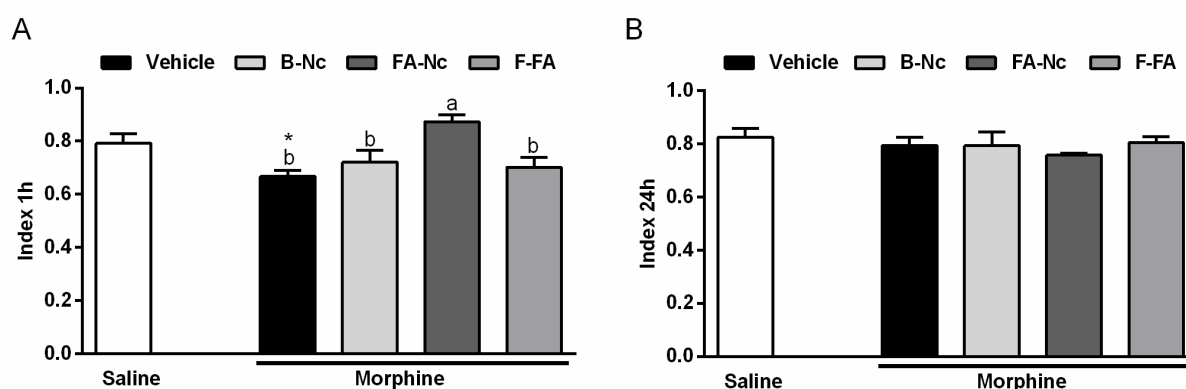 A
Vehicle B-Nc FA-Nc F-FA
Index 1h
1.0
0.8
0.6
0.4
0.2
0.0
*
b
b
a
b
Saline
Morphine
B
Vehicle B-Nc FA-Nc F-FA
Index 24h
1.0
0.8
0.6
0.4
0.2
0.0
Saline
Morphine